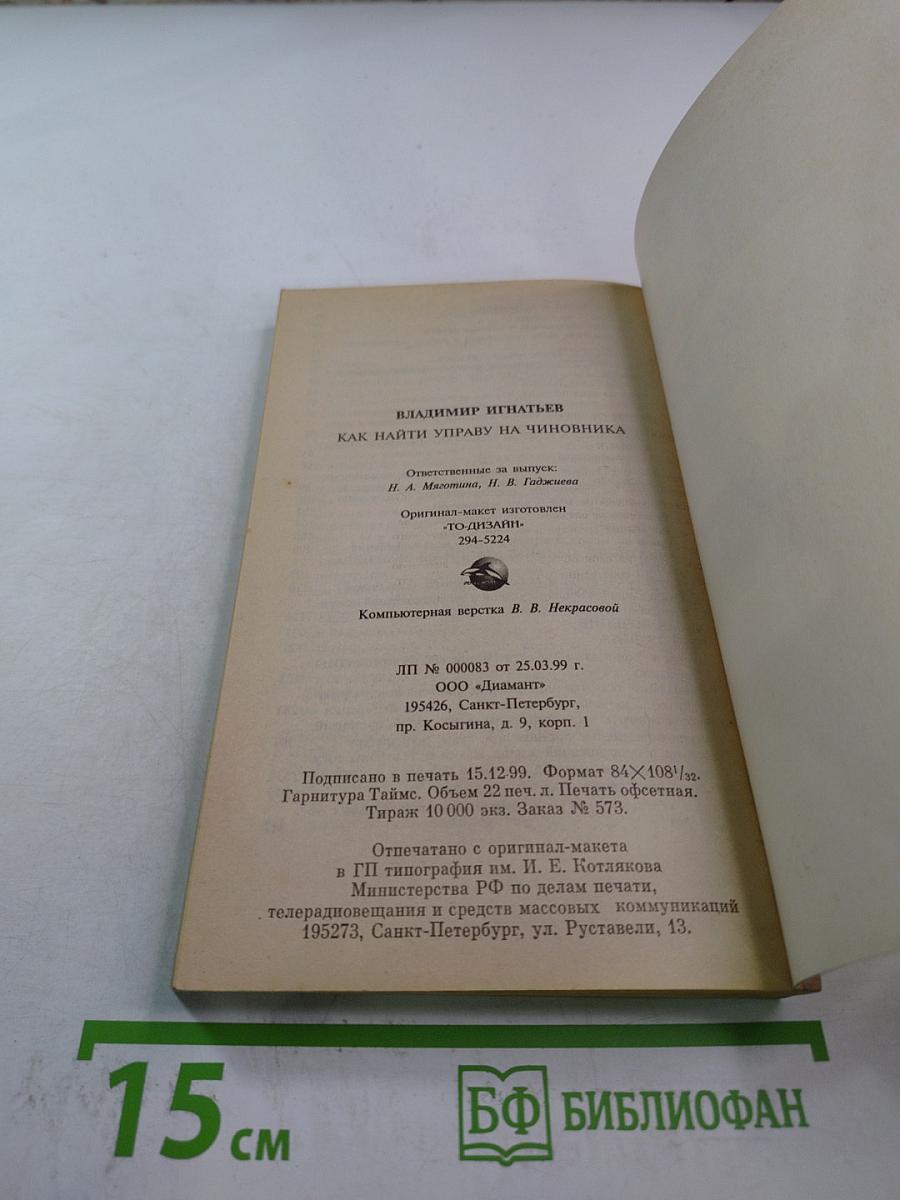 ВЛАДИМИР ИГНАТЬЕВ
КАК НАЙТИ УПРАВУ НА ЧИНОВНИКА
Ответственные за выпуск:
Н. А. Мяготина, Н. В. Гаджиева
Оригинал-макет изготовлен
«ТО-ДИЗАЙН»
294-5224
Компьютерная верстка В. В. Некрасовой
ЛП № 000083 от 25.03.99 г.
ООО «Диамант»
195426, Санкт-Петербург,
пр. Косыгина, д. 9, корп. 1
Подписано в печать 15.12.99. Формат 84×108¹/₃₂.
Гарнитура Таймс. Объем 22 печ. л. Печать офсетная.
Тираж 10 000 экз. Заказ № 573.
Отпечатано с оригинал-макета
в ГП типография им. И. Е. Котлякова
Министерства РФ по делам печати,
телерадиовещания и средств массовых коммуникаций
195273, Санкт-Петербург, ул. Руставели, 13.
15 см
БФ БИБЛИОФАН